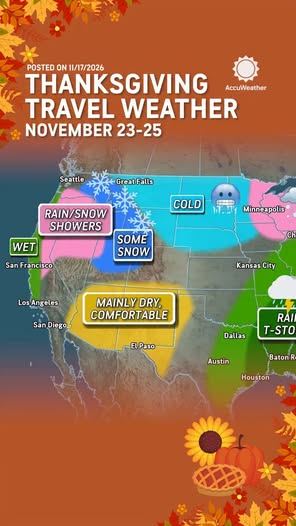 POSTED ON 11/17/2026
THANKSGIVING
TRAVEL WEATHER
NOVEMBER 23-25
AccuWeather
Seattle
Great Falls
COLD
Minneapolis
RAIN/SNOW
SHOWERS
WET
SOME
SNOW
San Francisco
Kansas City
Los Angeles
MAINLY DRY,
COMFORTABLE
San Diego
RAI
T-STO
El Paso
Dallas
Baton R
Austin
Houston